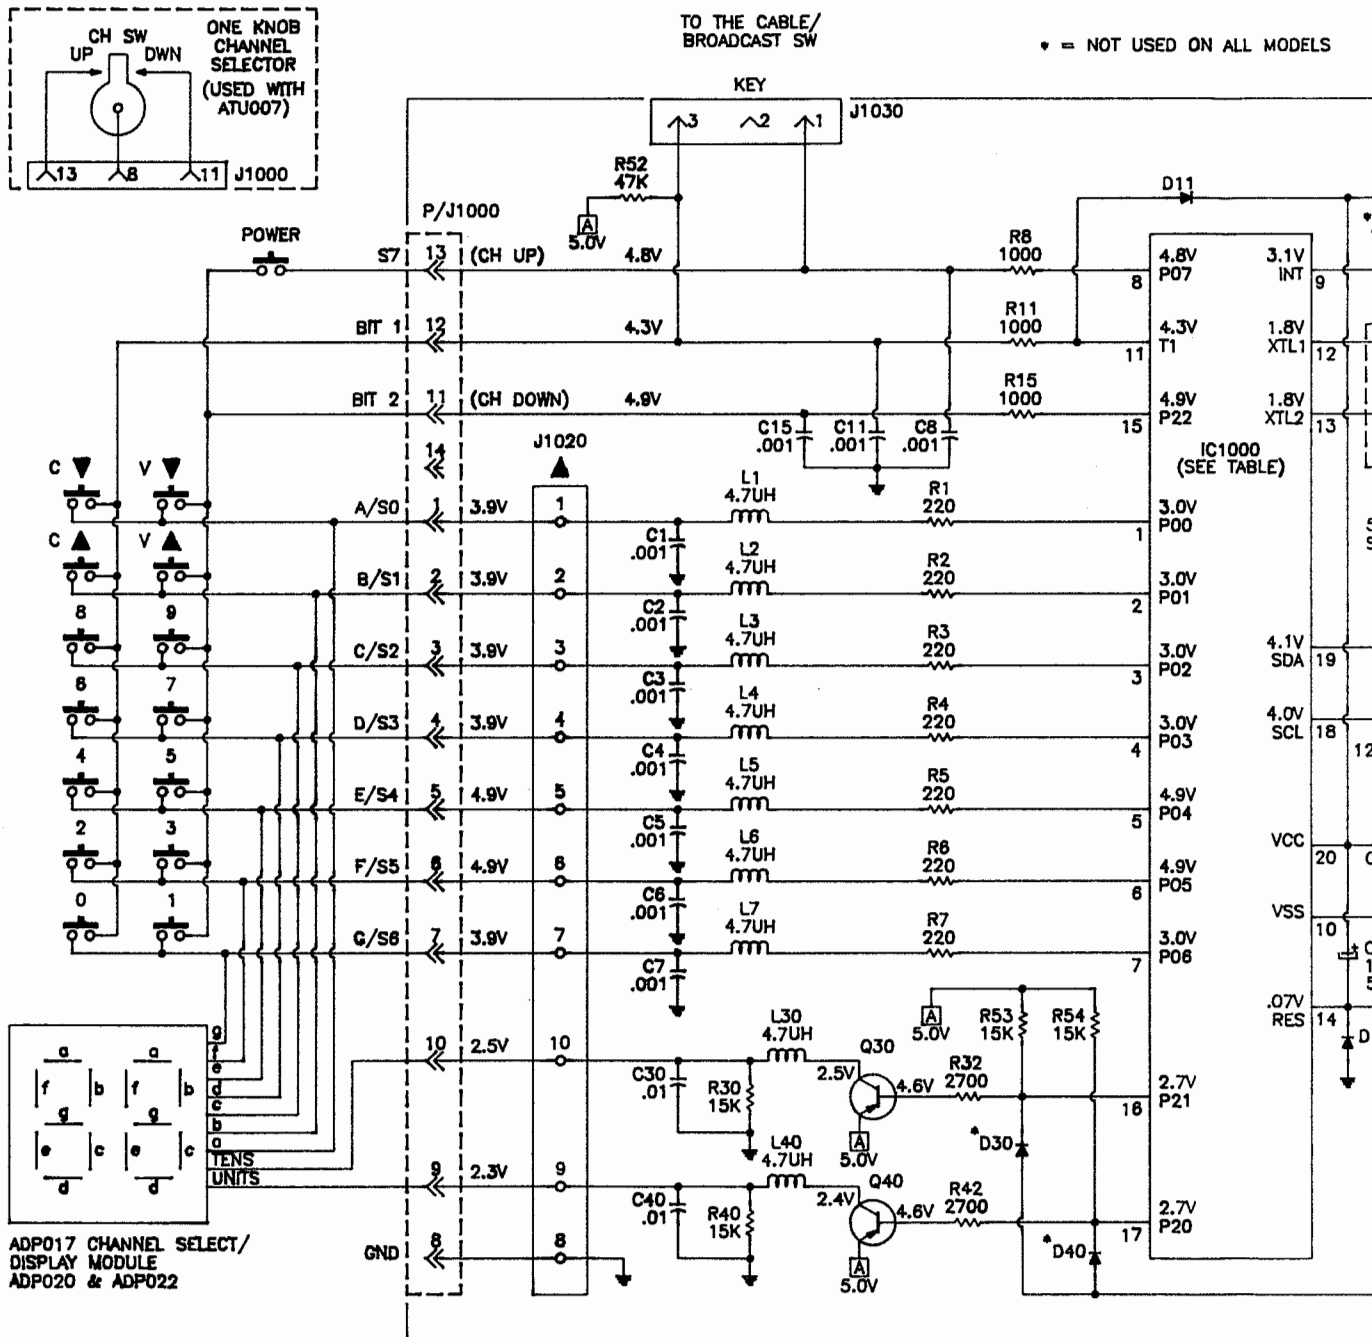 CH SW
UP
DWN
ONE KNOB
CHANNEL
SELECTOR
(USED WITH
ATU007)
13
8
11
J1000
TO THE CABLE/
BROADCAST SW
* = NOT USED ON ALL MODELS
KEY
3
2
1
J1030
R52
47K
A
5.0V
D11
P/J1000
POWER
S7
13
(CH UP)
4.8V
R8
1000
BIT 1
12
4.3V
R11
1000
BIT 2
11
(CH DOWN)
4.9V
R15
1000
14
J1020
C15
.001
C11
.001
C8
.001
4.8V
P07
8
3.1V
INT
9
4.3V
T1
11
1.8V
XTL1
12
4.9V
P22
15
1.8V
XTL2
13
IC1000
(SEE TABLE)
C
V
A/S0
1
3.9V
1
C1
.001
L1
4.7UH
R1
220
3.0V
P00
1
C
V
B/S1
2
3.9V
2
C2
.001
L2
4.7UH
R2
220
3.0V
P01
2
8
9
C/S2
3
3.9V
3
C3
.001
L3
4.7UH
R3
220
3.0V
P02
3
4.1V
SDA
19
6
7
D/S3
4
3.9V
4
C4
.001
L4
4.7UH
R4
220
3.0V
P03
4
4.0V
SCL
18
12
4
5
E/S4
5
4.9V
5
C5
.001
L5
4.7UH
R5
220
4.9V
P04
5
VCC
20
2
3
F/S5
6
4.9V
6
C6
.001
L6
4.7UH
R6
220
4.9V
P05
6
VSS
10
0
1
G/S6
7
3.9V
7
C7
.001
L7
4.7UH
R7
220
3.0V
P06
7
.07V
RES
14
D
10
2.5V
10
C30
.01
R30
15K
L30
4.7UH
Q30
2.5V
4.6V
A
5.0V
R32
2700
A
5.0V
R53
15K
R54
15K
2.7V
P21
16
*D30
9
2.3V
9
C40
.01
R40
15K
L40
4.7UH
Q40
2.4V
4.6V
A
5.0V
R42
2700
2.7V
P20
17
*D40
GND
8
8
a
f
b
g
e
c
d
a
f
b
g
e
c
d
g
f
e
d
c
b
a
TENS
UNITS
ADP017 CHANNEL SELECT/
DISPLAY MODULE
ADP020 & ADP022